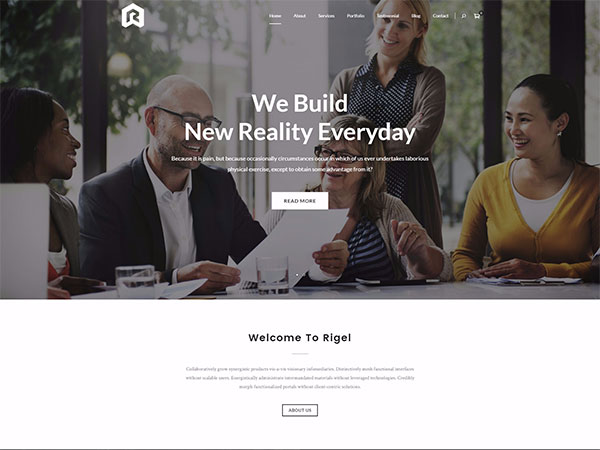 Home About Services Portfolio Testimonial Blog Contact
We Build
New Reality Everyday
Because it is pain, but because occasionally circumstances occur in which of us ever undertakes laborious
physical exercise, except to obtain some advantage from it?
READ MORE
Welcome To Rigel
Collaboratively grow synergistic products vis-a-vis visionary infomediaries. Distinctively mesh functional interfaces
without scalable users. Energistically administrate intermandated materials without leveraged technologies. Credibly
morph functionalized portals without client-centric solutions.
ABOUT US